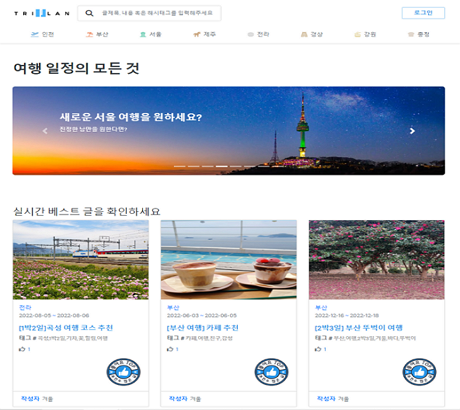 TRIPLAN
글제목, 내용 혹은 해시태그를 입력해주세요
로그인
인천 부산 서울 제주 전라 경상 강원 충청
여행 일정의 모든 것
새로운 서울 여행을 원하세요?
진정한 낭만을 원한다면?
실시간 베스트 글을 확인하세요
전라
2022-08-05 ~ 2022-08-06
[1박2일]곡성 여행 코스 추천
태그 # 곡성,1박2일,기차,꽃,힐링,여행
1
작성자 겨울
부산
2022-06-03 ~ 2022-06-05
[부산 여행] 카페 추천
태그 # 카페,여행,친구,감성
1
작성자 겨울
부산
2022-12-16 ~ 2022-12-18
[2박3일] 부산 뚜벅이 여행
태그 # 부산,여행,2박3일,겨울,바다,뚜벅이
1
작성자 겨울